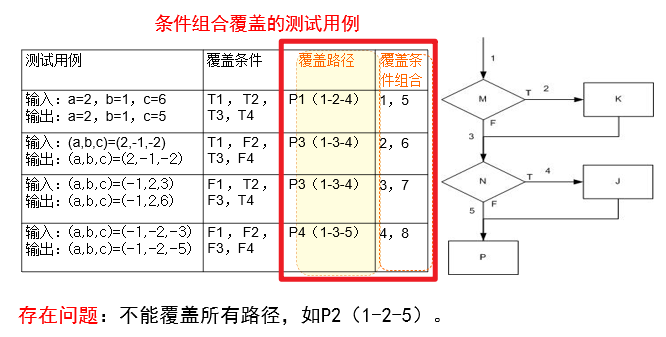 条件组合覆盖的测试用例
测试用例 覆盖条件 覆盖路径 覆盖条件组合
输入：a=2，b=1，c=6 T1，T2， P1（1-2-4） 1，5
输出：a=2，b=1，c=5 T3，T4
输入：(a,b,c)=(2,-1,-2) T1，F2， P3（1-3-4） 2，6
输出：(a,b,c)=(2,-1,-2) T3，F4
输入：(a,b,c)=(-1,2,3) F1，T2， P3（1-3-4） 3，7
输出：(a,b,c)=(-1,2,6) F3，T4
输入：(a,b,c)=(-1,-2,-3) F1，F2， P4（1-3-5） 4，8
输出：(a,b,c)=(-1,-2,-5) F3，F4
1
M
T
2
K
F
3
N
T
4
J
F
5
P
存在问题：不能覆盖所有路径，如P2（1-2-5）。